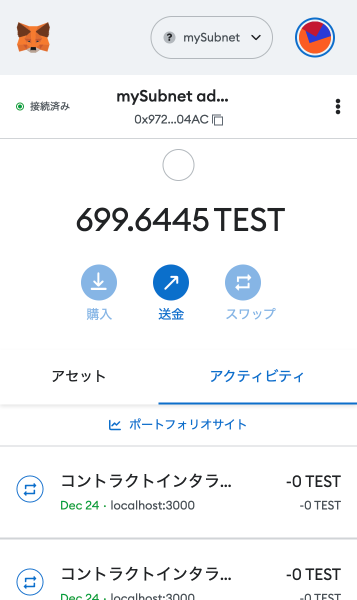 mySubnet
接続済み
mySubnet ad...
0x972...04AC
699.6445 TEST
購入
送金
スワップ
アセット
アクティビティ
ポートフォリオサイト
コントラクトインタラ...
-0 TEST
Dec 24 · localhost:3000
-0 TEST
コントラクトインタラ...
-0 TEST
Dec 24 · localhost:3000
-0 TEST